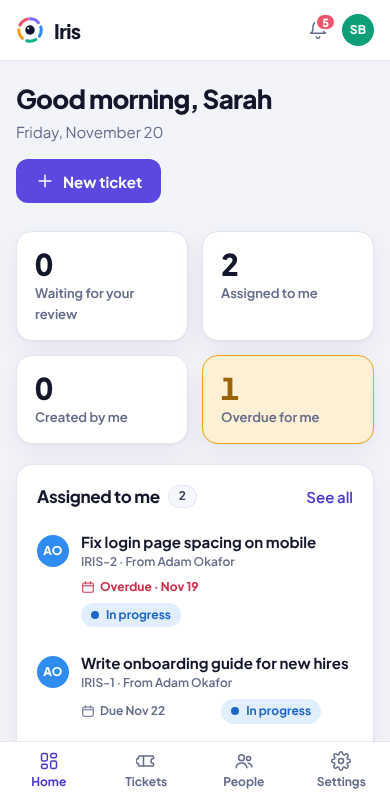 Iris
5
SB
Good morning, Sarah
Friday, November 20
New ticket
0
Waiting for your
review
2
Assigned to me
0
Created by me
1
Overdue for me
Assigned to me 2 See all
AO
Fix login page spacing on mobile
IRIS-2 · From Adam Okafor
Overdue · Nov 19
In progress
AO
Write onboarding guide for new hires
IRIS-1 · From Adam Okafor
Due Nov 22 In progress
Home Tickets People Settings